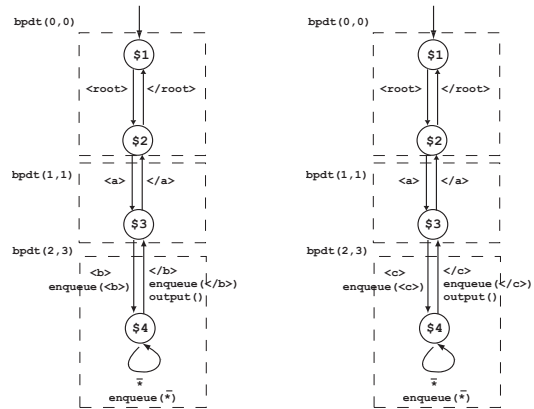 bpdt(0,0)
$1
<root>
</root>
$2
bpdt(1,1)
<a>
</a>
$3
bpdt(2,3)
<b>
enqueue(<b>)
</b>
enqueue(</b>)
output()
$4
*̄
enqueue(*̄)
bpdt(0,0)
$1
<root>
</root>
$2
bpdt(1,1)
<a>
</a>
$3
bpdt(2,3)
<c>
enqueue(<c>)
</c>
enqueue(</c>)
output()
$4
*̄
enqueue(*̄)